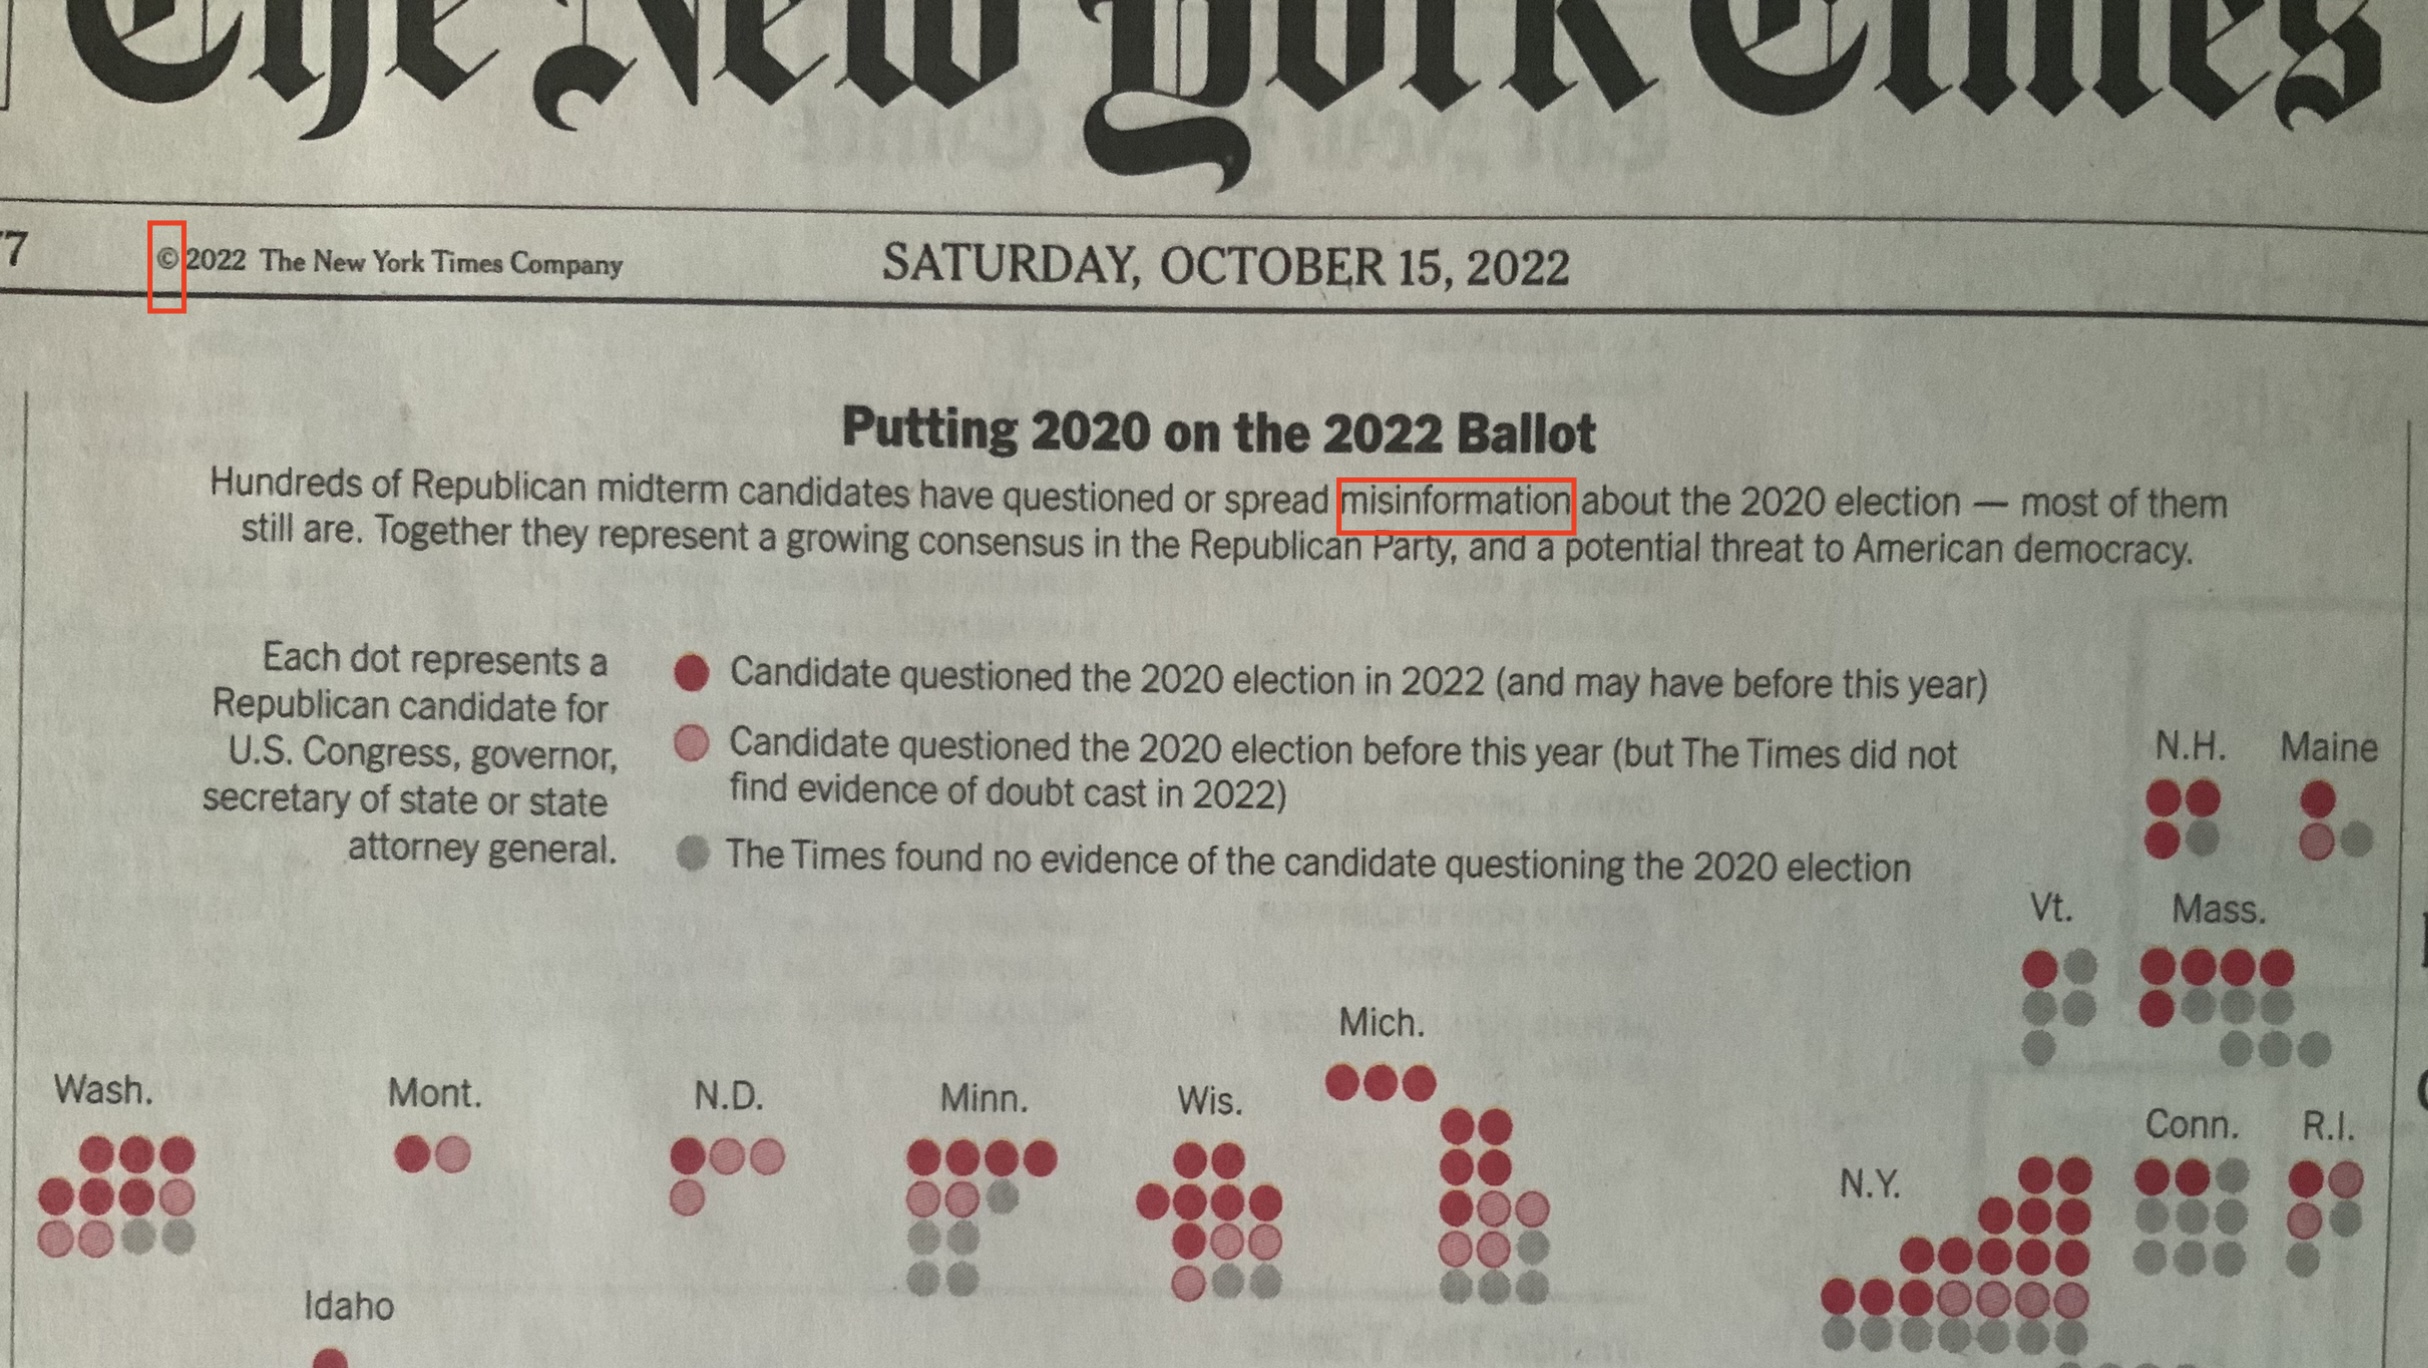 The New York Times
© 2022 The New York Times Company
SATURDAY, OCTOBER 15, 2022
Putting 2020 on the 2022 Ballot
Hundreds of Republican midterm candidates have questioned or spread misinformation about the 2020 election — most of them
still are. Together they represent a growing consensus in the Republican Party, and a potential threat to American democracy.
Each dot represents a
Republican candidate for
U.S. Congress, governor,
secretary of state or state
attorney general.
Candidate questioned the 2020 election in 2022 (and may have before this year)
Candidate questioned the 2020 election before this year (but The Times did not
find evidence of doubt cast in 2022)
The Times found no evidence of the candidate questioning the 2020 election
N.H.
Maine
Vt.
Mass.
Mich.
Wash.
Mont.
N.D.
Minn.
Wis.
N.Y.
Conn.
R.I.
Idaho